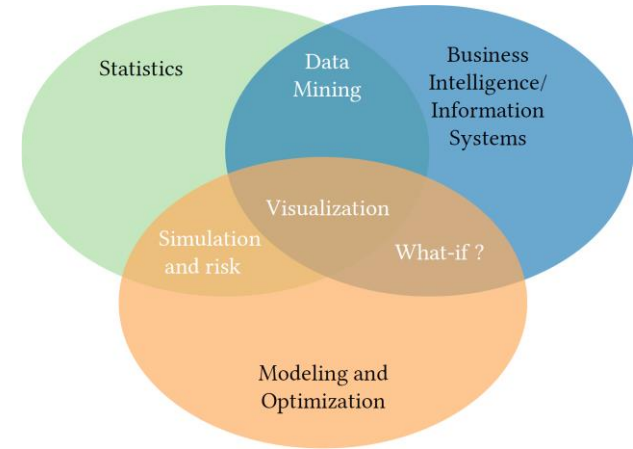 Statistics
Data
Mining
Business
Intelligence/
Information
Systems
Visualization
Simulation
and risk
What-if ?
Modeling and
Optimization